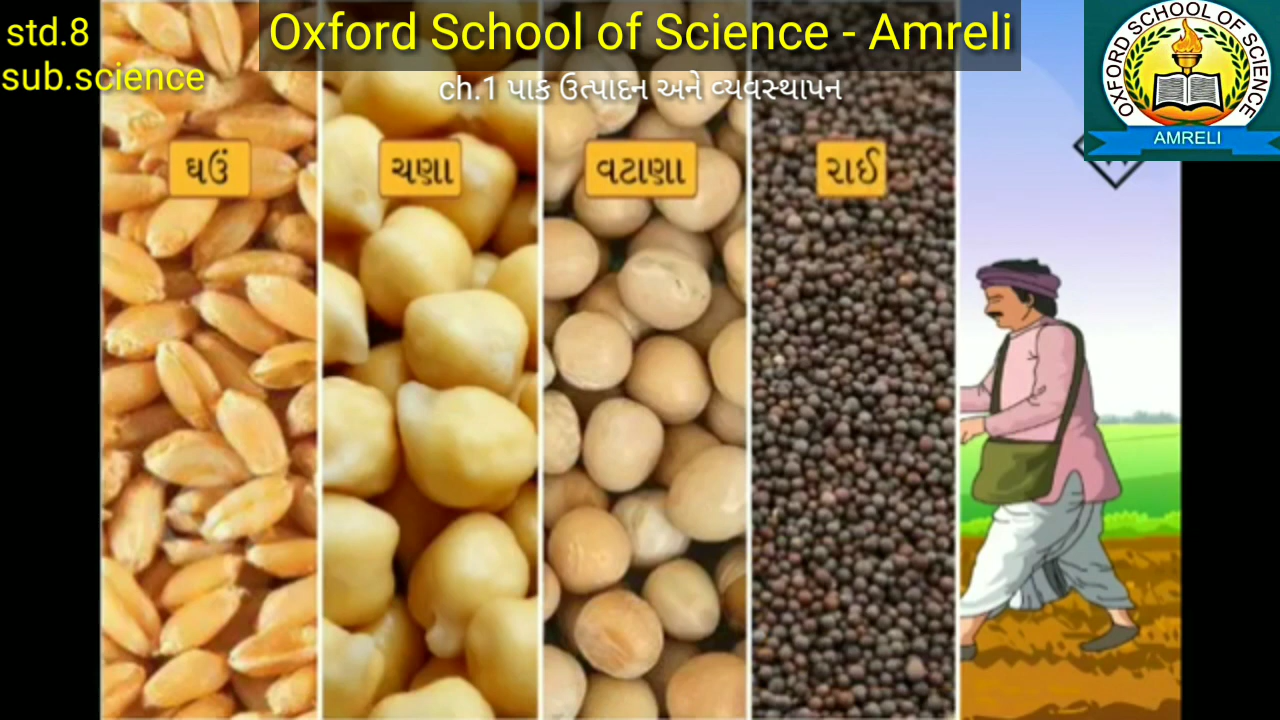 std.8
sub.science
Oxford School of Science - Amreli
ch.1 પાક ઉત્પાદન અને વ્યવસ્થાપન
OXFORD SCHOOL OF SCIENCE
AMRELI
ઘઉં
ચણા
વટાણા
રાઈ